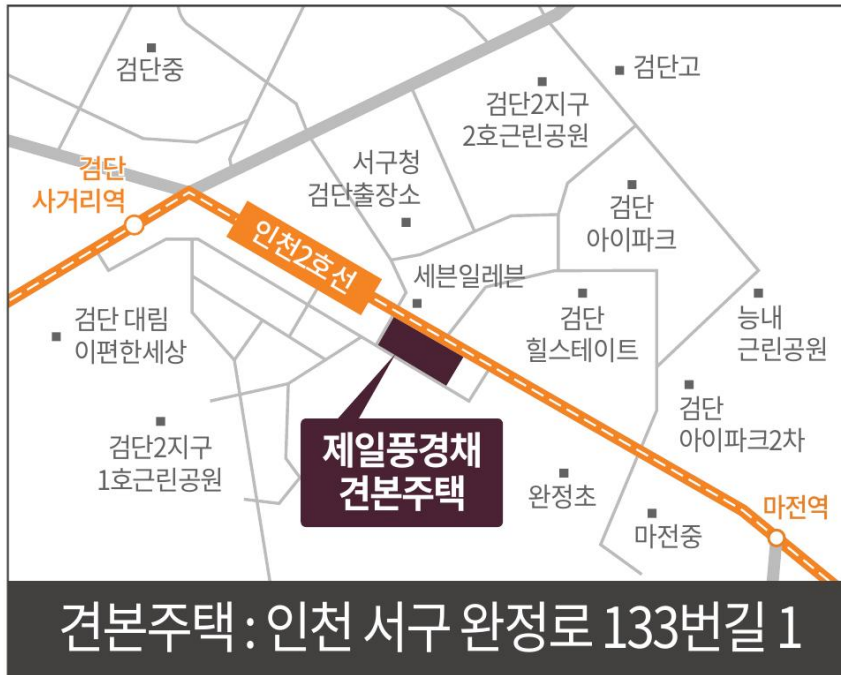 검단중
검단고
검단2지구
2호근린공원
서구청
검단출장소
검단
사거리역
검단
아이파크
인천2호선
세븐일레븐
검단 대림
이편한세상
검단
힐스테이트
능내
근린공원
검단
아이파크2차
검단2지구
1호근린공원
제일풍경채
견본주택
완정초
마전중
마전역
견본주택 : 인천 서구 완정로 133번길 1